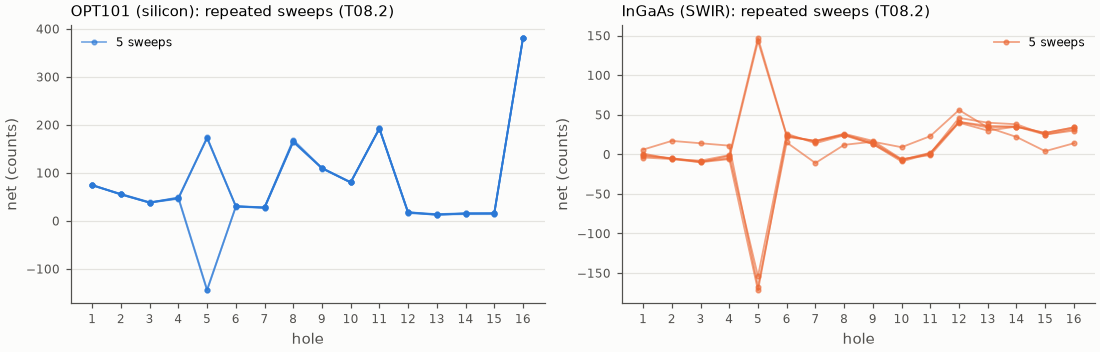 OPT101 (silicon): repeated sweeps (T08.2)
400
300
200
100
0
−100
net (counts)
5 sweeps
1 2 3 4 5 6 7 8 9 10 11 12 13 14 15 16
hole
InGaAs (SWIR): repeated sweeps (T08.2)
150
100
50
0
−50
−100
−150
net (counts)
5 sweeps
1 2 3 4 5 6 7 8 9 10 11 12 13 14 15 16
hole